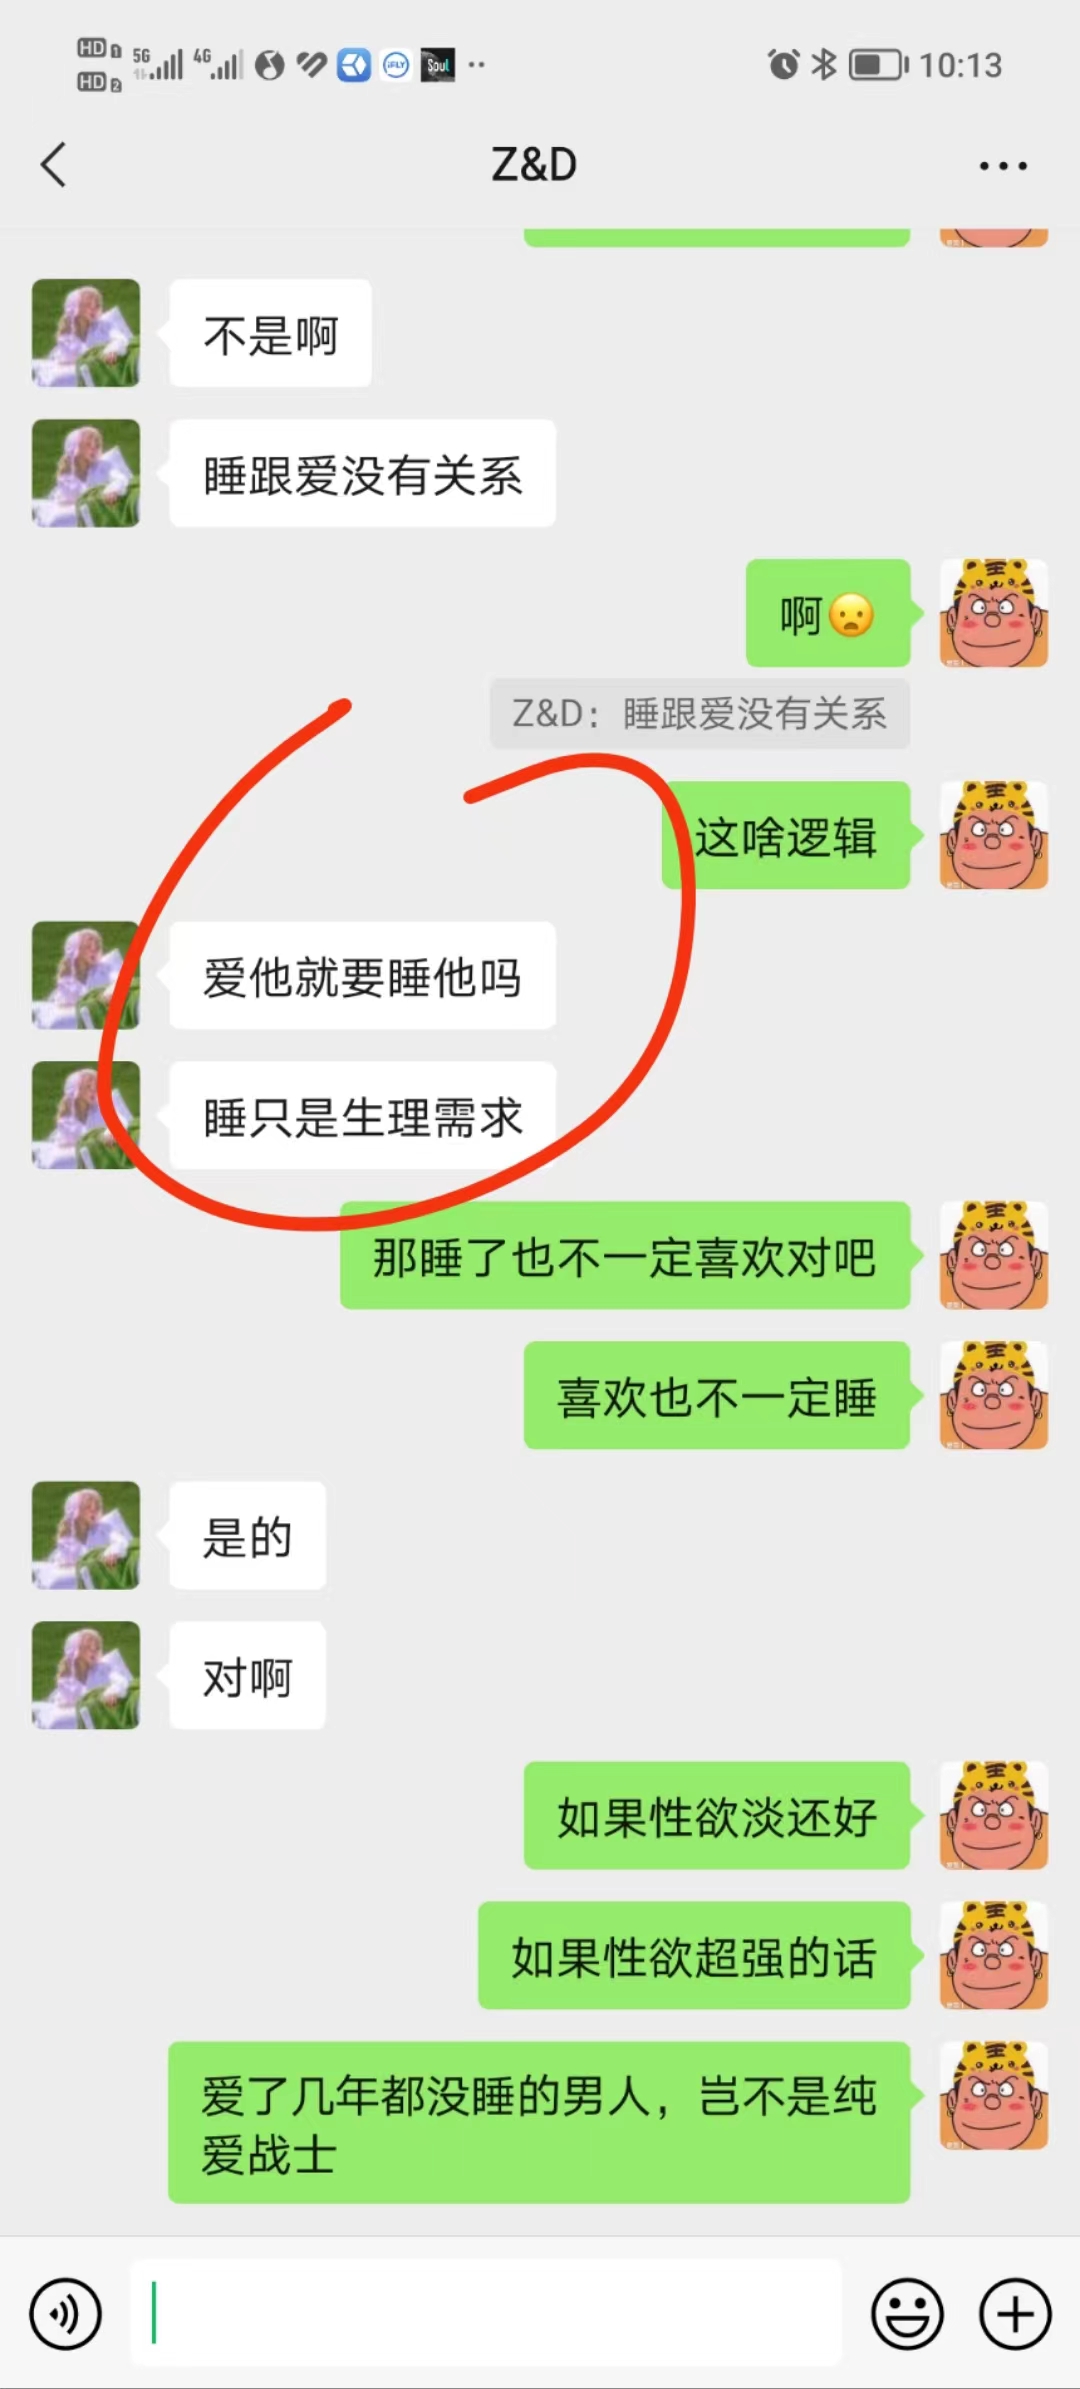 HD 1 5G 4G iFLY Soul 10:13
HD 2
Z&D
不是啊
睡跟爱没有关系
啊😦
Z&D：睡跟爱没有关系
这啥逻辑
爱他就要睡他吗
睡只是生理需求
那睡了也不一定喜欢对吧
喜欢也不一定睡
是的
对啊
如果性欲淡还好
如果性欲超强的话
爱了几年都没睡的男人，岂不是纯
爱战士